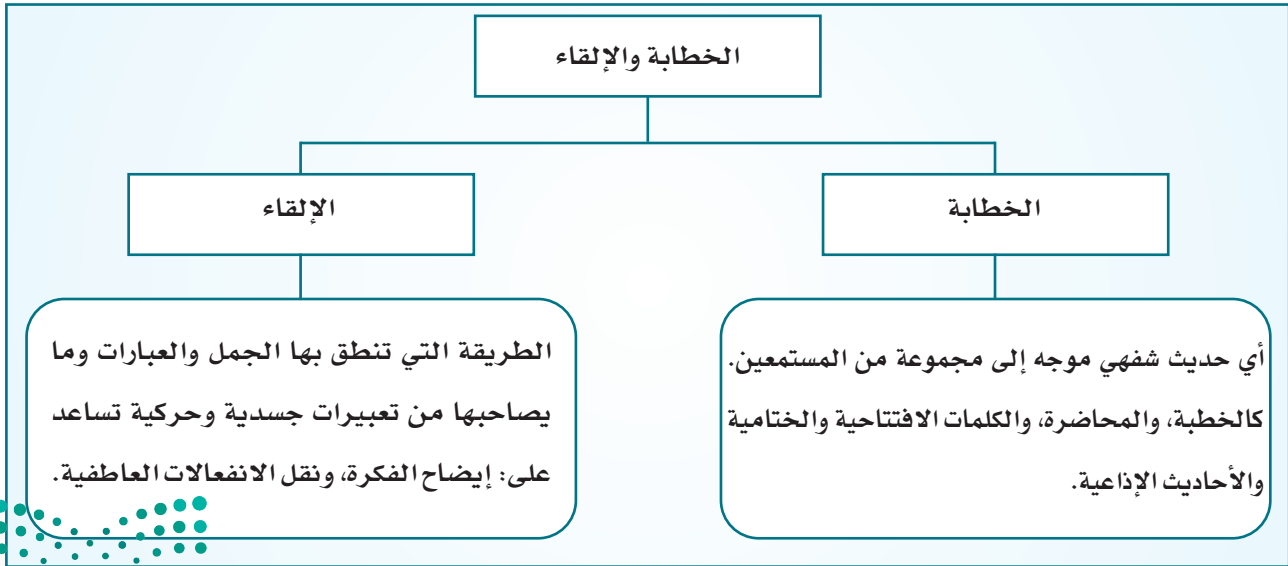 الخطابة والإلقاء
الخطابة
أي حديث شفهي موجه إلى مجموعة من المستمعين.
كالخطبة، والمحاضرة، والكلمات الافتتاحية والختامية
والأحاديث الإذاعية.
الإلقاء
الطريقة التي تنطق بها الجمل والعبارات وما
يصاحبها من تعبيرات جسدية وحركية تساعد
على: إيضاح الفكرة، ونقل الانفعالات العاطفية.